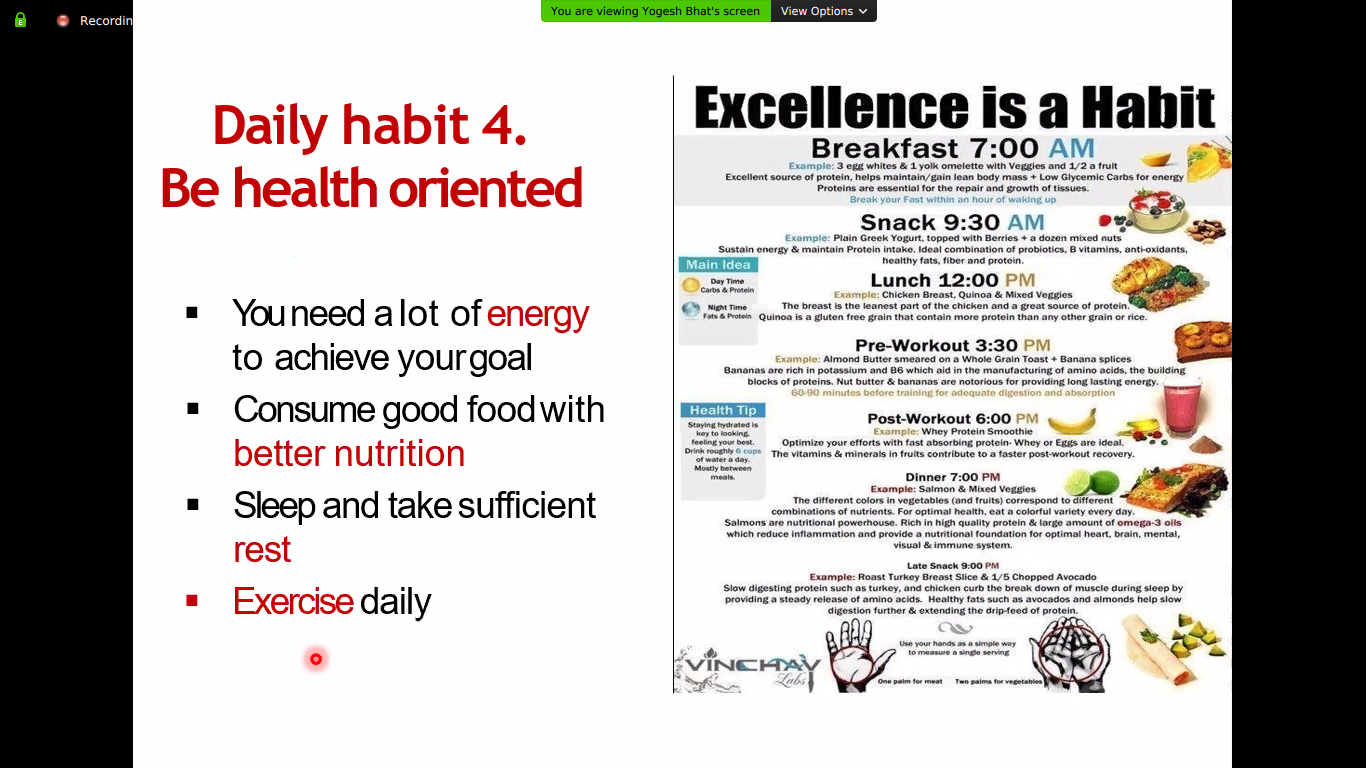 You are viewing Yogesh Bhat's screen
View Options
E
Recordin
Daily habit 4.
Be health oriented
▪ You need a lot of energy
to achieve your goal
▪ Consume good food with
better nutrition
▪ Sleep and take sufficient
rest
▪ Exercise daily
Excellence is a Habit
Breakfast 7:00 AM
Example: 3 egg whites & 1 yolk omelette with Veggies and 1/2 a fruit
Excellent source of protein, helps maintain/gain lean body mass + Low Glycemic Carbs for energy
Proteins are essential for the repair and growth of tissues.
Break your Fast within an hour of waking up
Snack 9:30 AM
Example: Plain Greek Yogurt, topped with Berries + a dozen mixed nuts
Sustain energy & maintain Protein intake. Ideal combination of probiotics, B vitamins, anti-oxidants,
healthy fats, fiber and protein.
Main Idea
Day Time
Carbs & Protein
Night Time
Fats & Protein
Lunch 12:00 PM
Example: Chicken Breast, Quinoa & Mixed Veggies
The breast is the leanest part of the chicken and a great source of protein.
Quinoa is a gluten free grain that contain more protein than any other grain or rice.
Pre-Workout 3:30 PM
Example: Almond Butter smeared on a Whole Grain Toast + Banana splices
Bananas are rich in potassium and B6 which aid in the manufacturing of amino acids, the building
blocks of proteins. Nut butter & bananas are notorious for providing long lasting energy.
60-90 minutes before training for adequate digestion and absorption
Health Tip
Staying hydrated is
key to looking,
feeling your best.
Drink roughly 6 cups
of water a day.
Mostly between
meals.
Post-Workout 6:00 PM
Example: Whey Protein Smoothie
Optimize your efforts with fast absorbing protein- Whey or Eggs are ideal.
The vitamins & minerals in fruits contribute to a faster post-workout recovery.
Dinner 7:00 PM
Example: Salmon & Mixed Veggies
The different colors in vegetables (and fruits) correspond to different
combinations of nutrients. For optimal health, eat a colorful variety every day.
Salmons are nutritional powerhouse. Rich in high quality protein & large amount of omega-3 oils
which reduce inflammation and provide a nutritional foundation for optimal heart, brain, mental,
visual & immune system.
Late Snack 9:00 PM
Example: Roast Turkey Breast Slice & 1/5 Chopped Avocado
Slow digesting protein such as turkey, and chicken curb the break down of muscle during sleep by
providing a steady release of amino acids. Healthy fats such as avocados and almonds help slow
digestion further & extending the drip-feed of protein.
Use your hands as a simple way
to measure a single serving
VINCHAY
Labs
One palm for meat
Two palms for vegetables